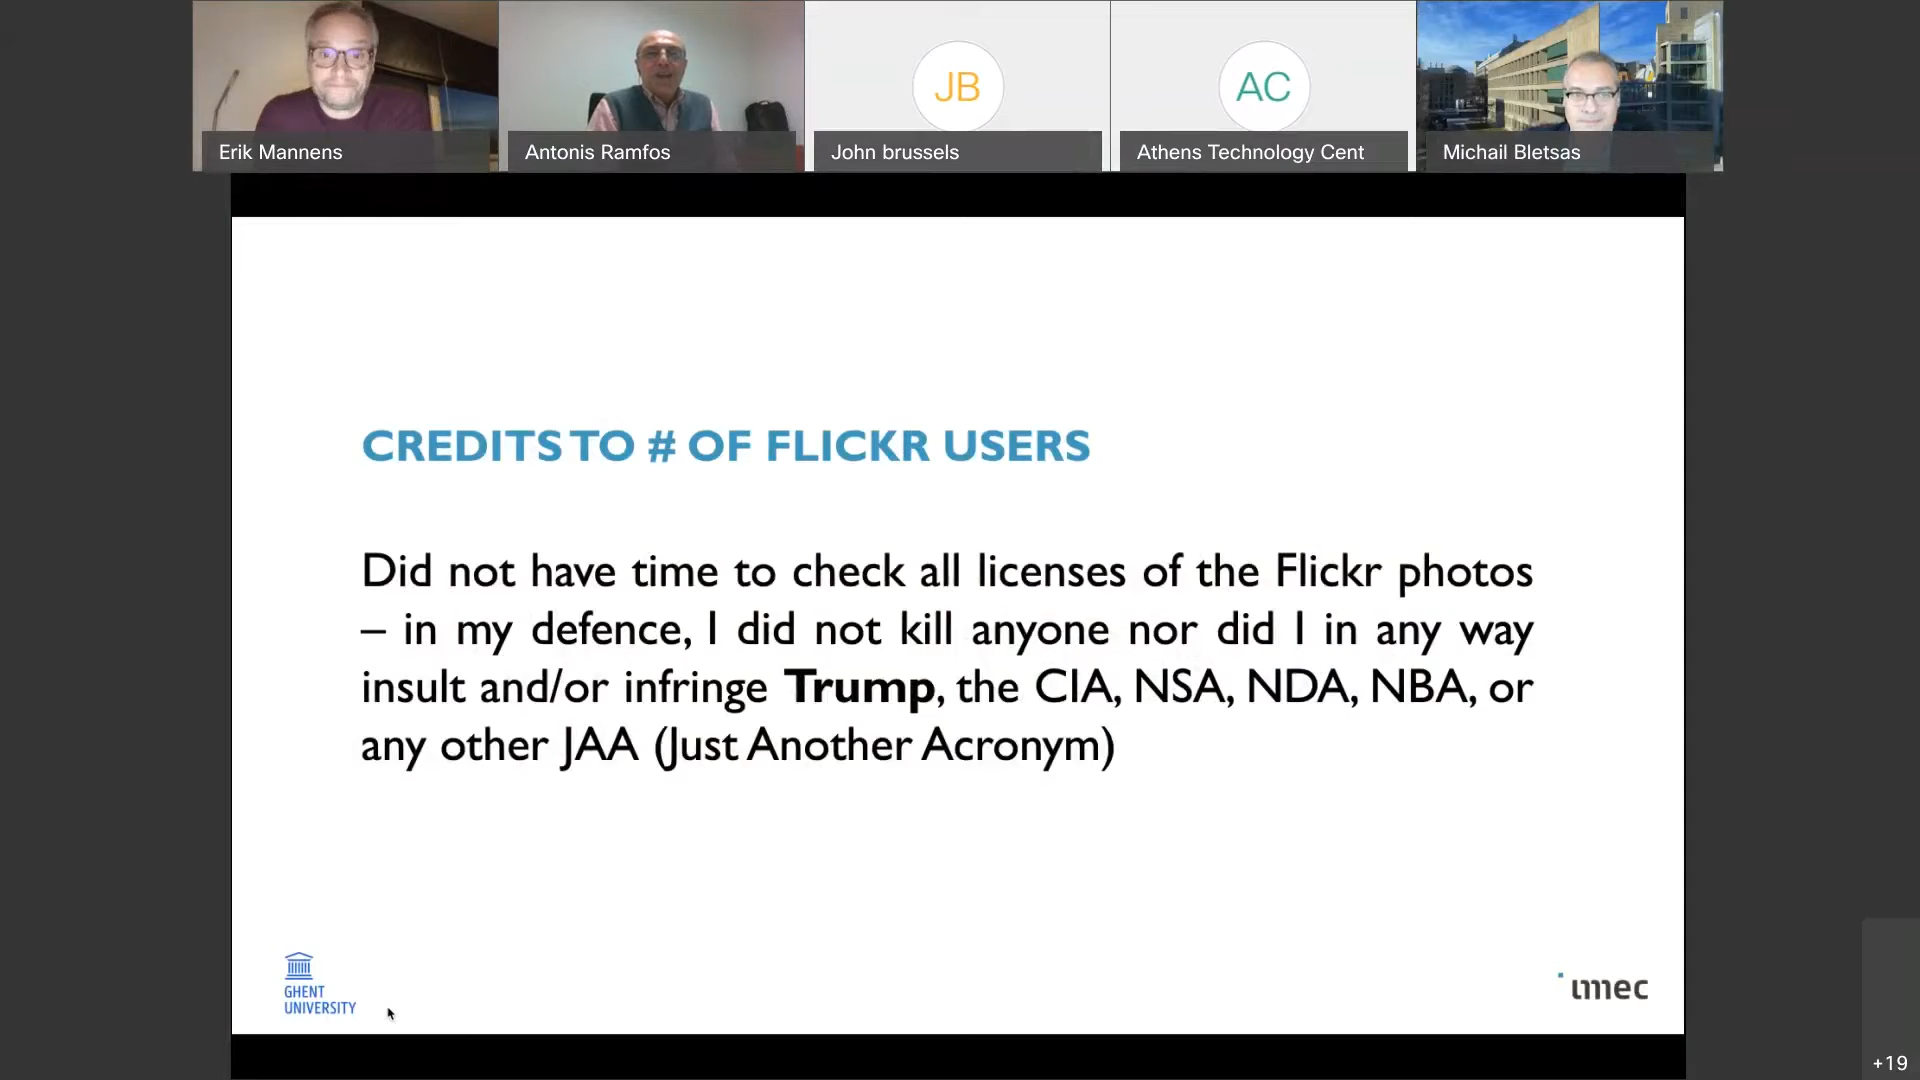 JB
AC
Erik Mannens
Antonis Ramfos
John brussels
Athens Technology Cent
Michail Bletsas
CREDITS TO # OF FLICKR USERS
Did not have time to check all licenses of the Flickr photos
– in my defence, I did not kill anyone nor did I in any way
insult and/or infringe Trump, the CIA, NSA, NDA, NBA, or
any other JAA (Just Another Acronym)
GHENT
UNIVERSITY
imec
+19